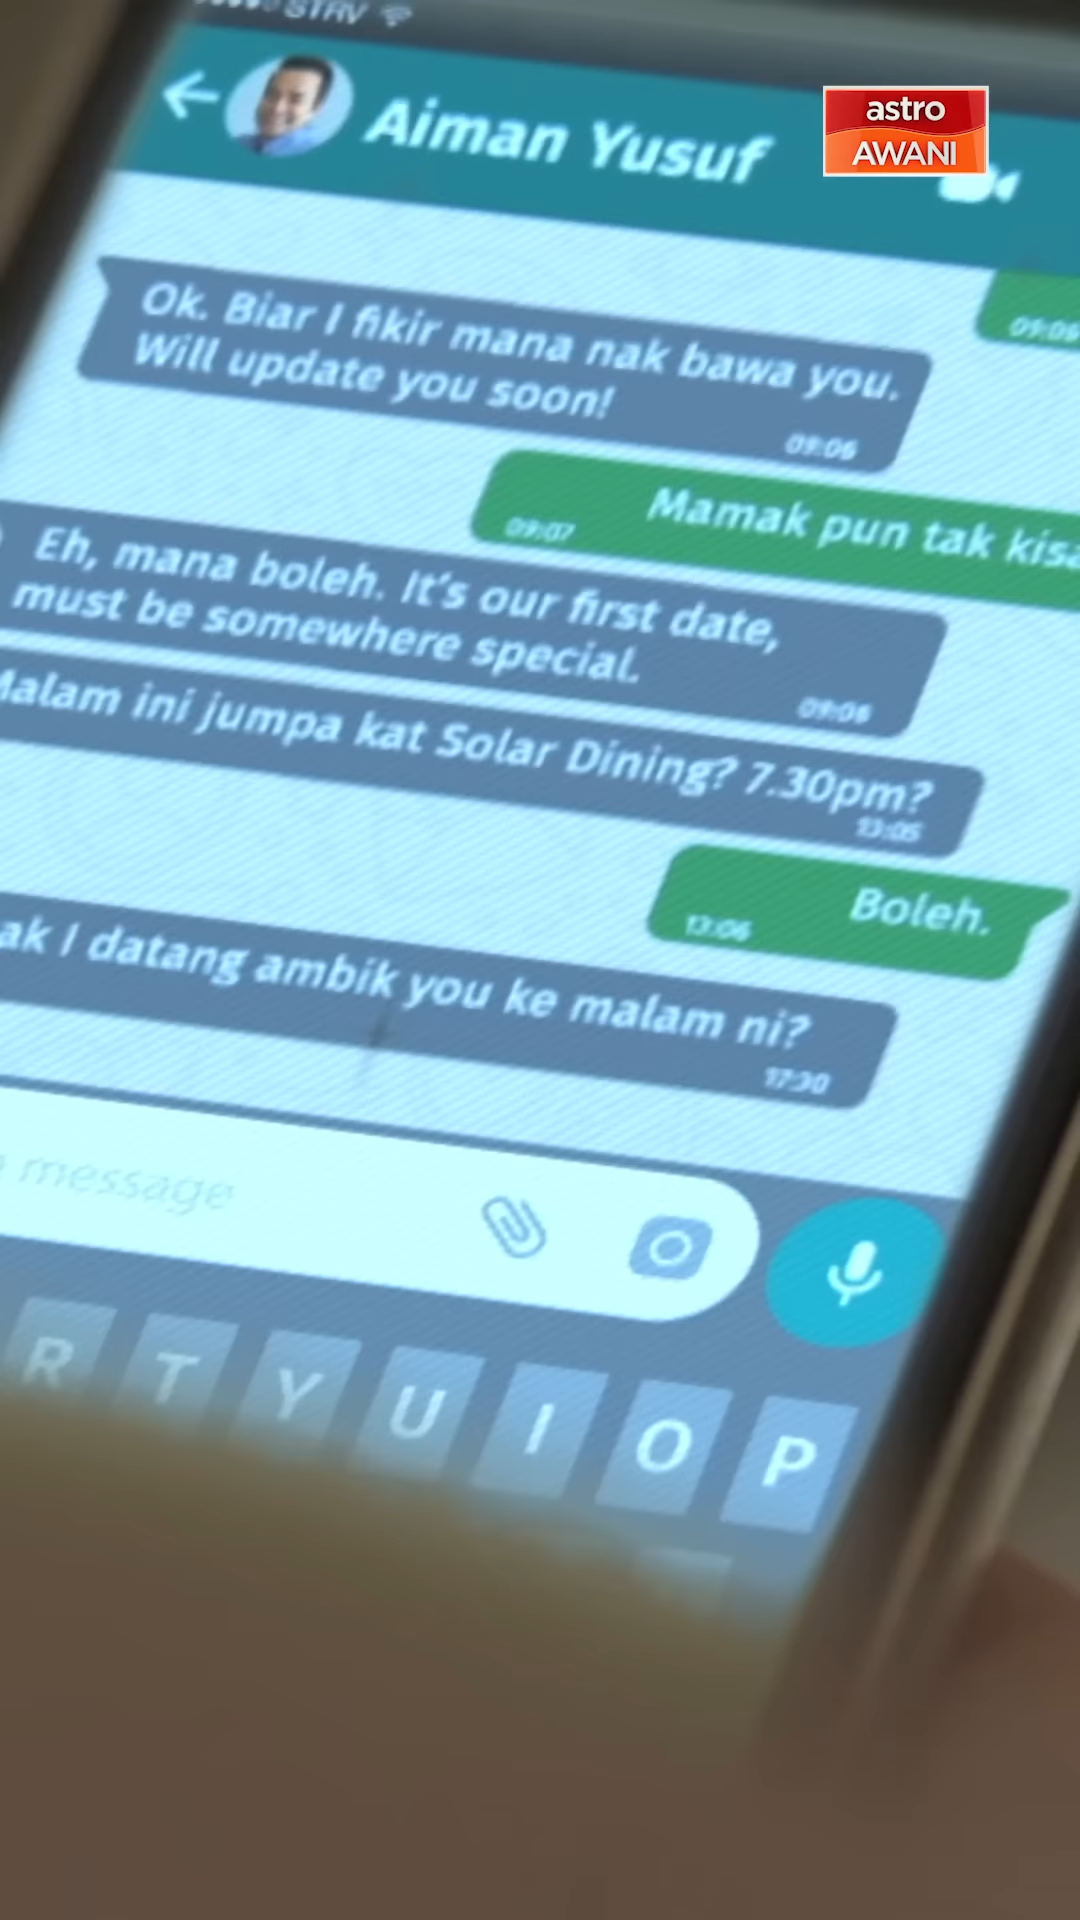 STRV
Aiman Yusuf
astro
AWANI
09:06
Ok. Biar I fikir mana nak bawa you.
Will update you soon!
09:06
Mamak pun tak
09:07
Eh, mana boleh. It's our first date,
must be somewhere special.
09:06
Malam ini jumpa kat Solar Dining? 7.30pm?
13:05
Boleh.
13:06
I datang ambik you ke malam ni?
17:30
message
R T Y U I O P